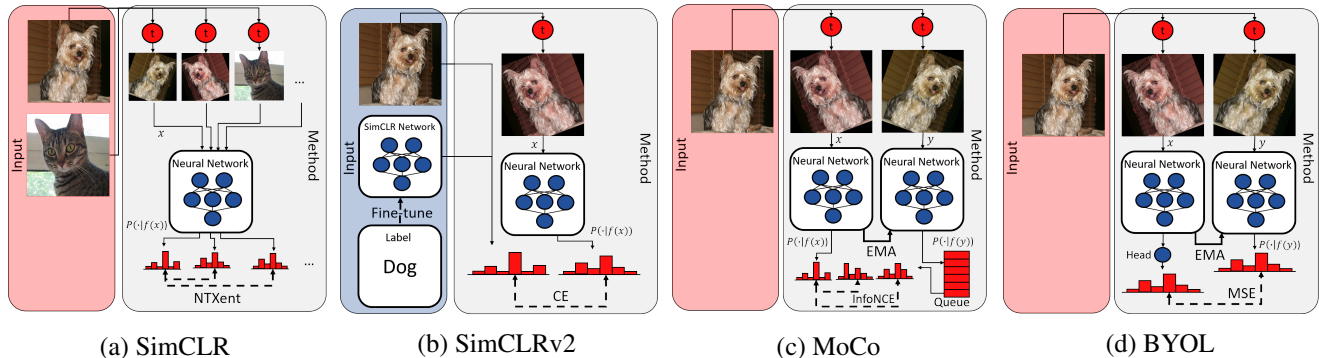 t
t
t
Input
x
...
Neural Network
Method
P(·|f(x))
...
NTXent
(a) SimCLR
t
Input
SimCLR Network
Fine-tune
Label
Dog
x
Neural Network
Method
P(·|f(x))
CE
(b) SimCLRv2
t
t
Input
x
y
Neural Network
Neural Network
Method
P(·|f(x))
EMA
P(·|f(y))
InfoNCE
Queue
(c) MoCo
t
t
Input
x
y
Neural Network
Neural Network
Method
Head
EMA
P(·|f(y))
MSE
(d) BYOL